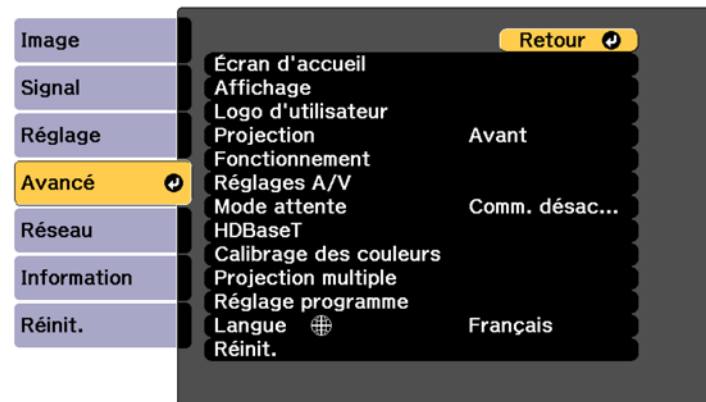 Image
Signal
Réglage
Avancé
Réseau
Information
Réinit.
Retour
Écran d'accueil
Affichage
Logo d'utilisateur
Projection Avant
Fonctionnement
Réglages A/V
Mode attente Comm. désac...
HDBaseT
Calibrage des couleurs
Projection multiple
Réglage programme
Langue Français
Réinit.